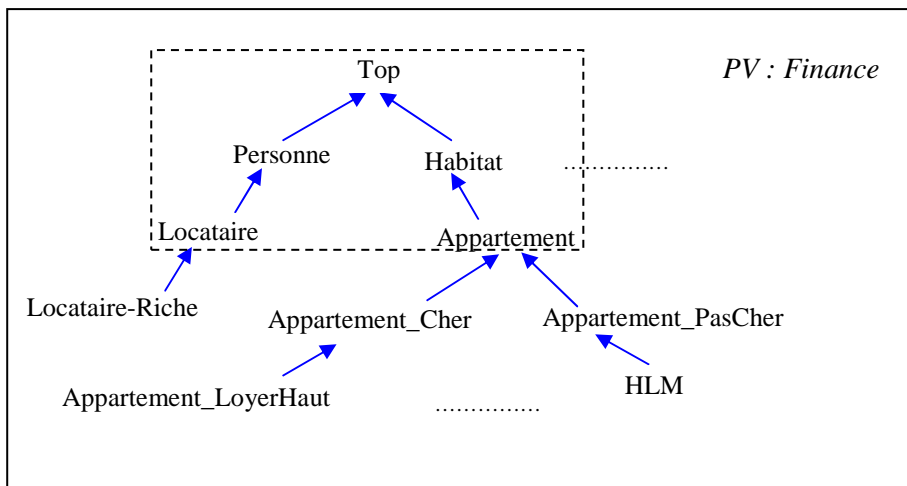 Top
PV : Finance
Personne
Habitat
……………
Locataire
Appartement
Locataire-Riche
Appartement_Cher
Appartement_PasCher
Appartement_LoyerHaut
……………
HLM